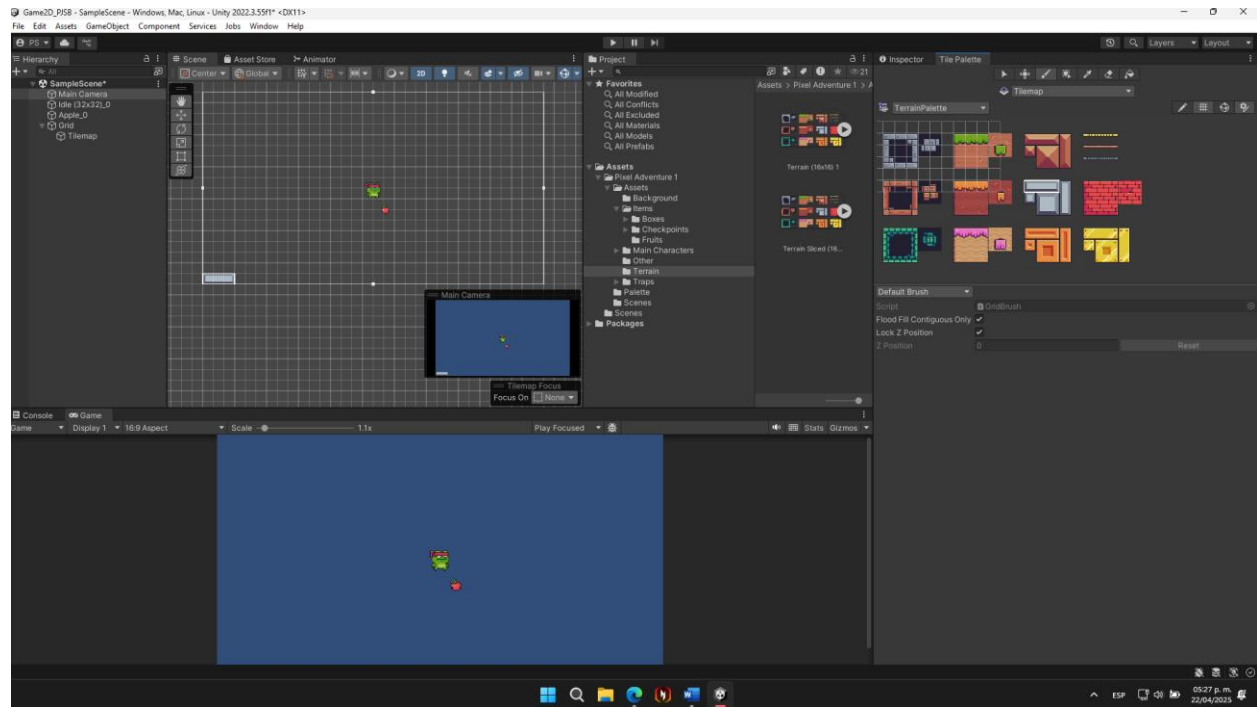 Game2D_PJSB - SampleScene - Windows, Mac, Linux - Unity 2022.3.55f1* <DX11>
File Edit Assets GameObject Component Services Jobs Window Help
PS
Layers Layout
Hierarchy
All
SampleScene*
Main Camera
Idle (32x32)_0
Apple_0
Grid
Tilemap
Scene Asset Store Animator
Center Global 2D
Main Camera
Tilemap Focus
Focus On None
Project
21
Favorites
All Modified
All Conflicts
All Excluded
All Materials
All Models
All Prefabs
Assets
Pixel Adventure 1
Assets
Background
Items
Boxes
Checkpoints
Fruits
Main Characters
Other
Terrain
Traps
Palette
Scenes
Scenes
Packages
Assets > Pixel Adventure 1 > A
Terrain (16x16) 1
Terrain Sliced (16...
Inspector Tile Palette
Tilemap
TerrainPalette
Default Brush
Script GridBrush
Flood Fill Contiguous Only
Lock Z Position
Z Position 0 Reset
Console Game
Game Display 1 16:9 Aspect Scale 1.1x Play Focused Stats Gizmos
ESP 05:27 p. m.
22/04/2025